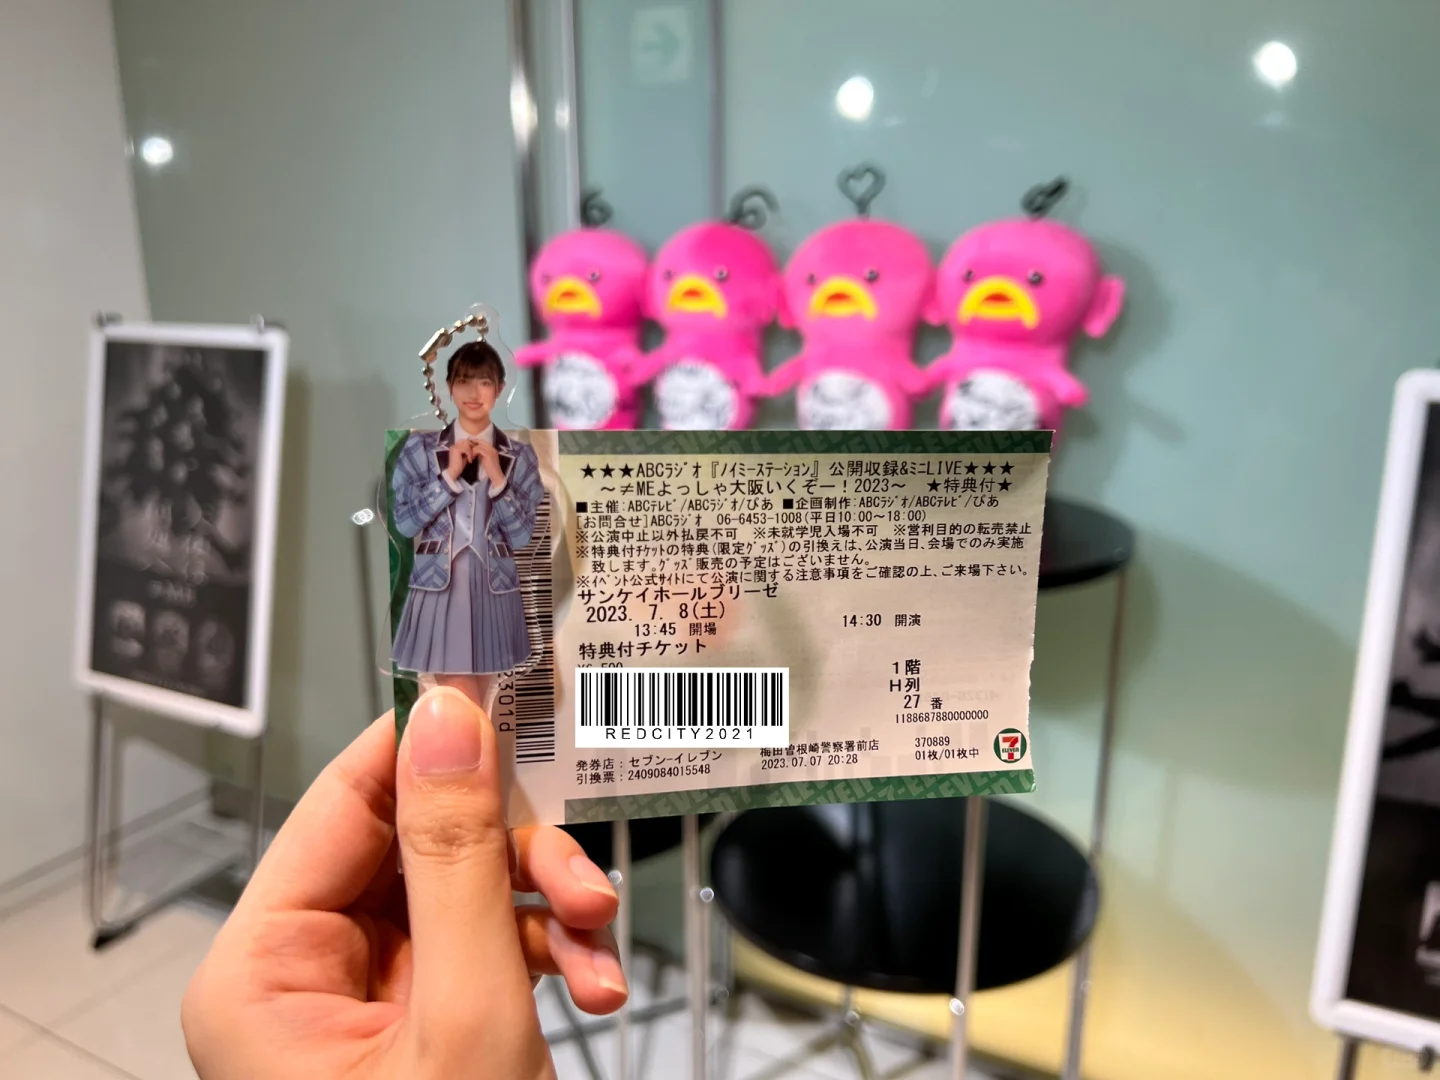 ★★★ABCラジオ『ノイミーステーション』公開収録&ミニLIVE★★★
～≠MEよっしゃ大阪いくぞー！2023～ ★特典付★
■主催:ABCテレビ/ABCラジオ/ぴあ ■企画制作:ABCラジオ/ABCテレビ/ぴあ
[お問合せ]ABCラジオ 06-6453-1008(平日10:00～18:00)
※公演中止以外払戻不可 ※未就学児入場不可 ※営利目的の転売禁止
※特典付チケットの特典(限定グッズ)の引換えは、公演当日、会場でのみ実施
致します。グッズ販売の予定はございません。
※イベント公式サイトにて公演に関する注意事項をご確認の上、ご来場下さい。
サンケイホールブリーゼ
2023. 7. 8(土)
13:45 開場 14:30 開演
特典付チケット
1階
H列
27 番
1188687880000000
REDCITY2021
発券店：セブン-イレブン 梅田曽根崎警察署前店 370889
引換票：2409084015548 2023.07.07 20:28 01枚/01枚中
7 ELEVEN
2301d